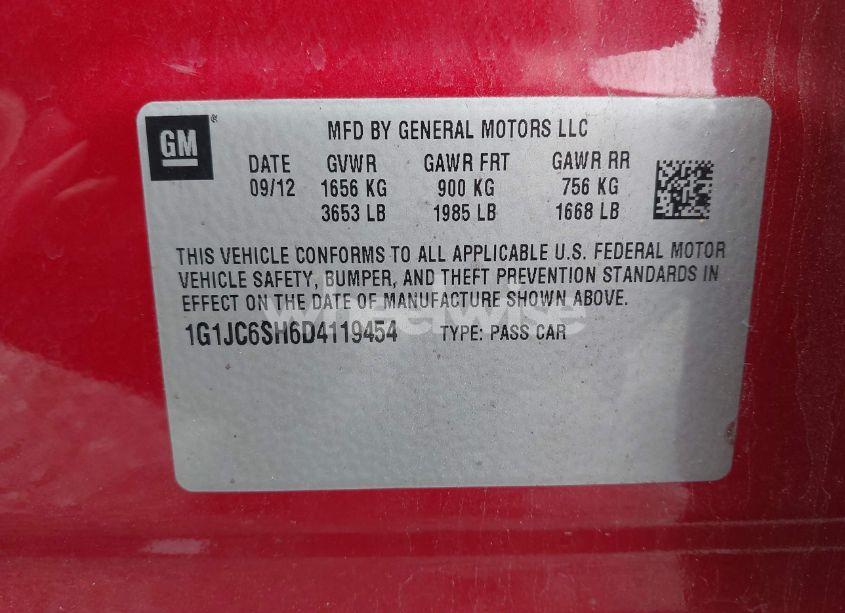 GM ®
MFD BY GENERAL MOTORS LLC
DATE GVWR GAWR FRT GAWR RR
09/12 1656 KG 900 KG 756 KG
3653 LB 1985 LB 1668 LB
THIS VEHICLE CONFORMS TO ALL APPLICABLE U.S. FEDERAL MOTOR
VEHICLE SAFETY, BUMPER, AND THEFT PREVENTION STANDARDS IN
EFFECT ON THE DATE OF MANUFACTURE SHOWN ABOVE.
wheelwise
1G1JC6SH6D4119454 TYPE: PASS CAR